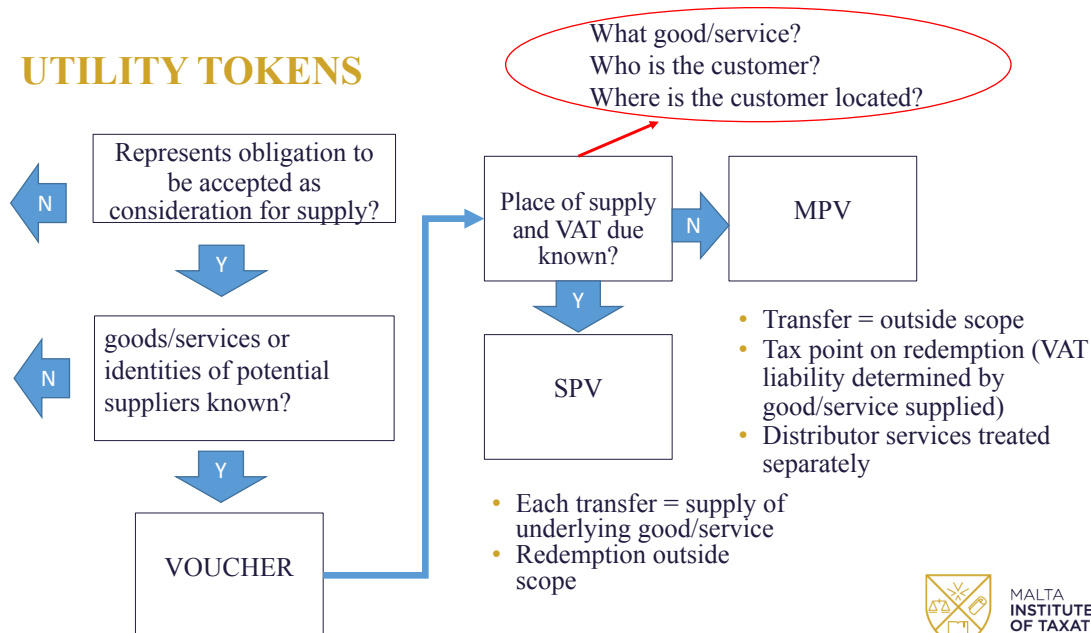 UTILITY TOKENS
What good/service?
Who is the customer?
Where is the customer located?
Represents obligation to
be accepted as
consideration for supply?
N
Y
goods/services or
identities of potential
suppliers known?
N
Y
VOUCHER
Place of supply
and VAT due
known?
N
Y
MPV
• Transfer = outside scope
• Tax point on redemption (VAT
liability determined by
good/service supplied)
• Distributor services treated
separately
SPV
• Each transfer = supply of
underlying good/service
• Redemption outside
scope
MALTA
INSTITUTE
OF TAXAT